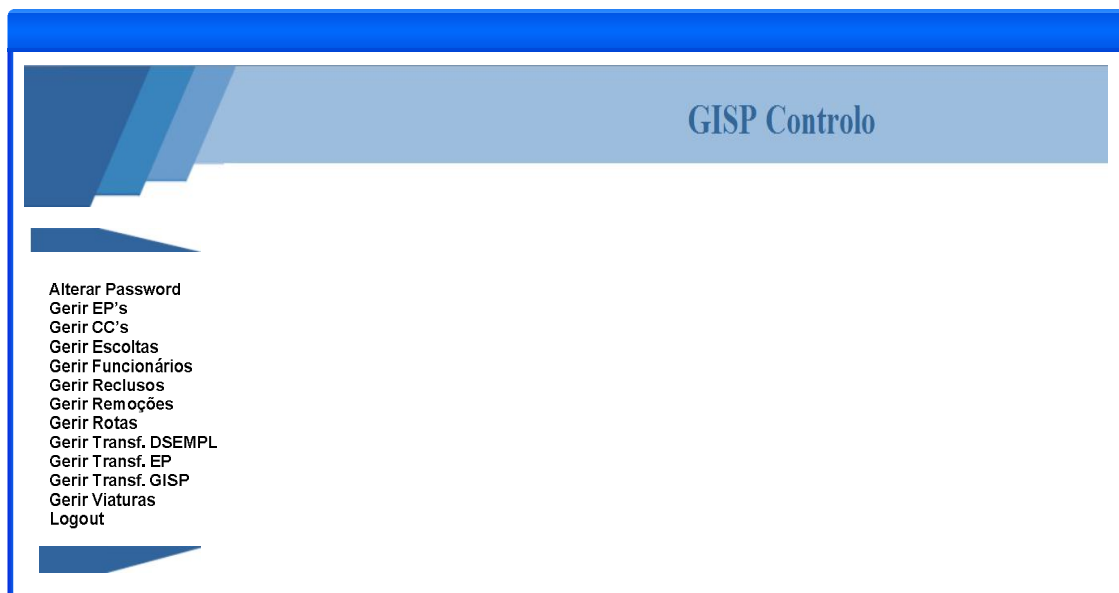 GISP Controlo
Alterar Password
Gerir EP's
Gerir CC's
Gerir Escoltas
Gerir Funcionários
Gerir Reclusos
Gerir Remoções
Gerir Rotas
Gerir Transf. DSEMPL
Gerir Transf. EP
Gerir Transf. GISP
Gerir Viaturas
Logout